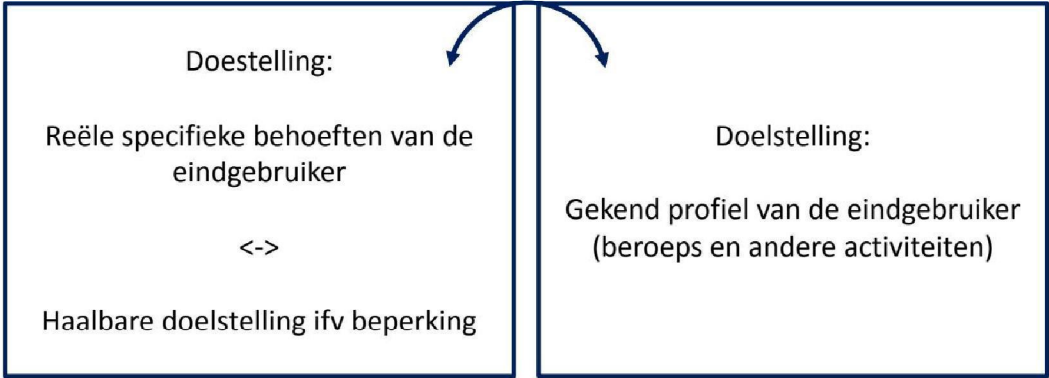 Doestelling:
Reële specifieke behoeften van de
eindgebruiker
<->
Haalbare doelstelling ifv beperking
Doelstelling:
Gekend profiel van de eindgebruiker
(beroeps en andere activiteiten)